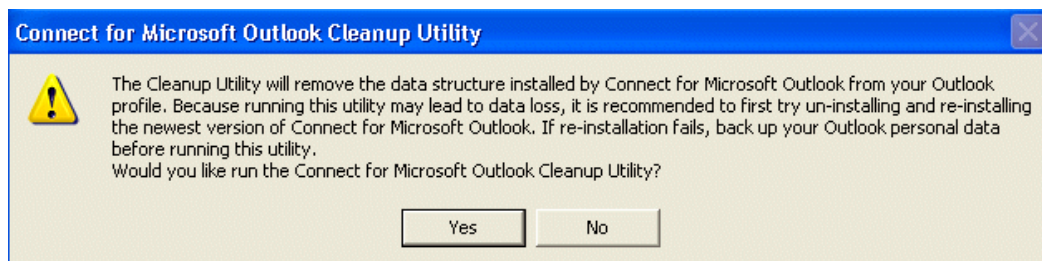 Connect for Microsoft Outlook Cleanup Utility
The Cleanup Utility will remove the data structure installed by Connect for Microsoft Outlook from your Outlook
profile. Because running this utility may lead to data loss, it is recommended to first try un-installing and re-installing
the newest version of Connect for Microsoft Outlook. If re-installation fails, back up your Outlook personal data
before running this utility.
Would you like run the Connect for Microsoft Outlook Cleanup Utility?
Yes No